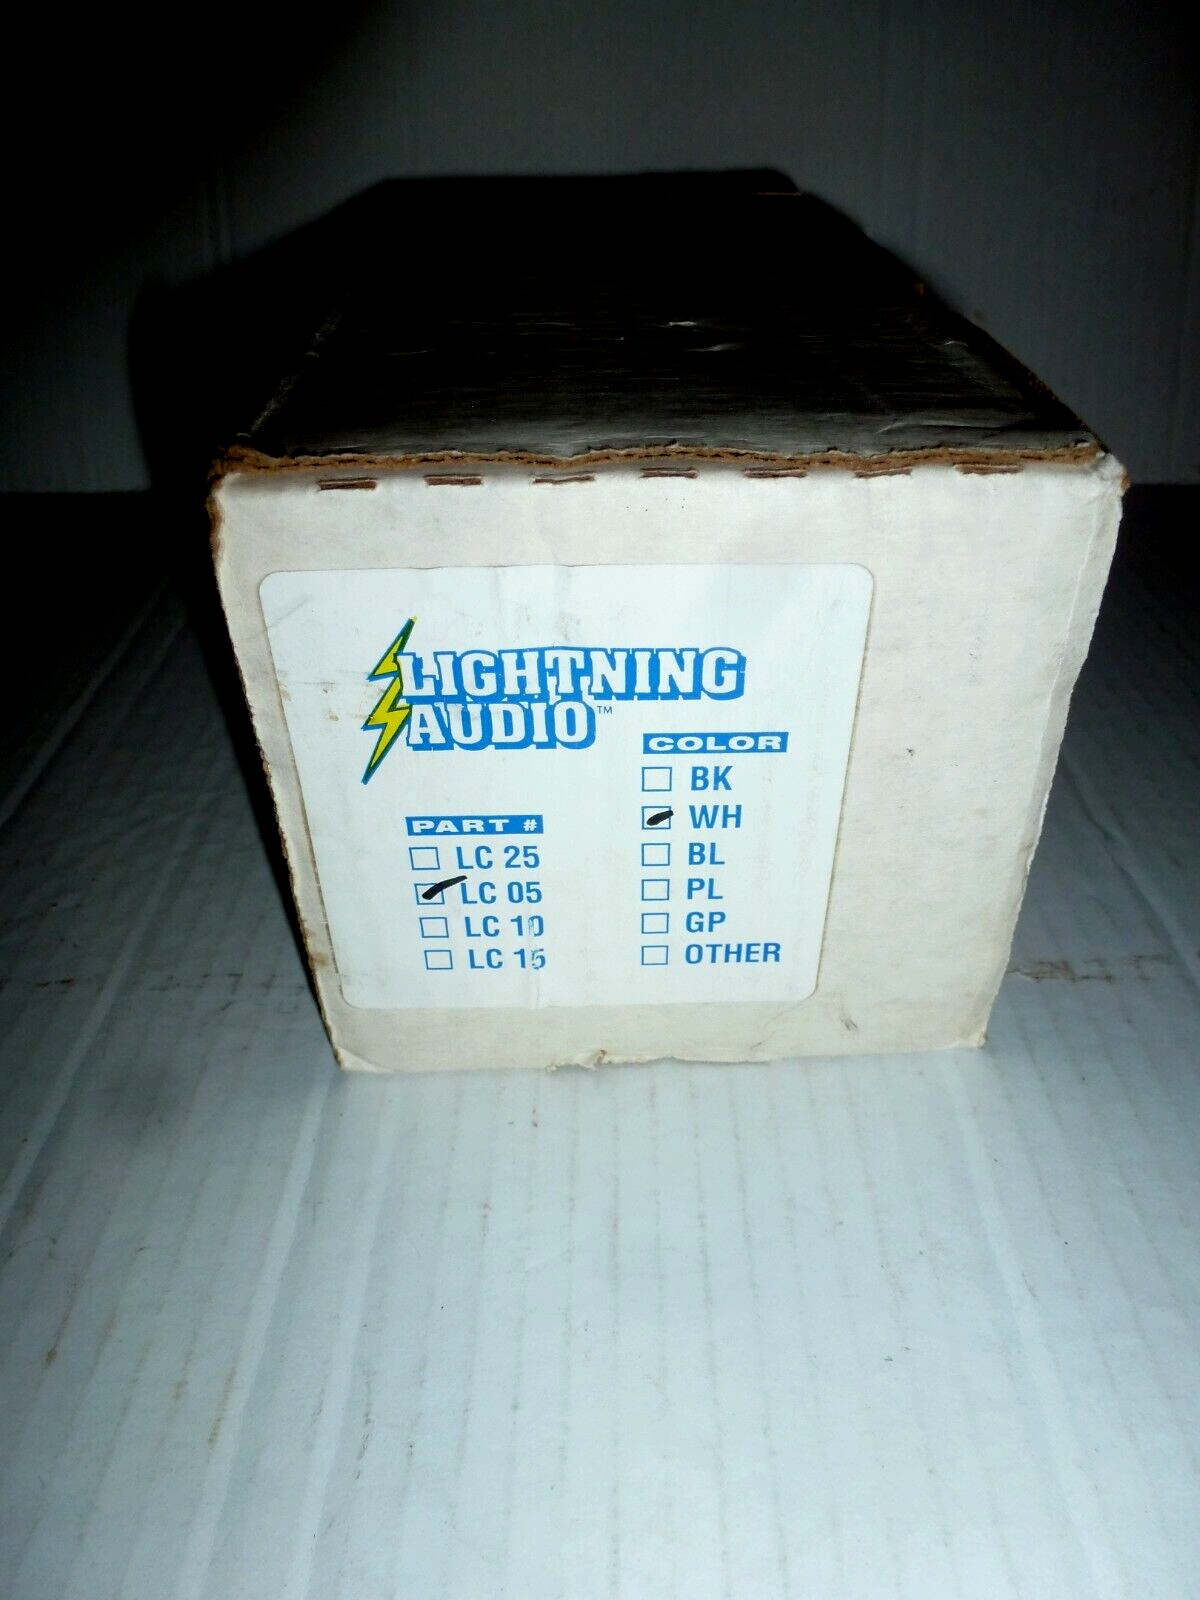 LIGHTNING
AUDIO™
PART #
LC 25
LC 05
LC 10
LC 15
COLOR
BK
WH
BL
PL
GP
OTHER